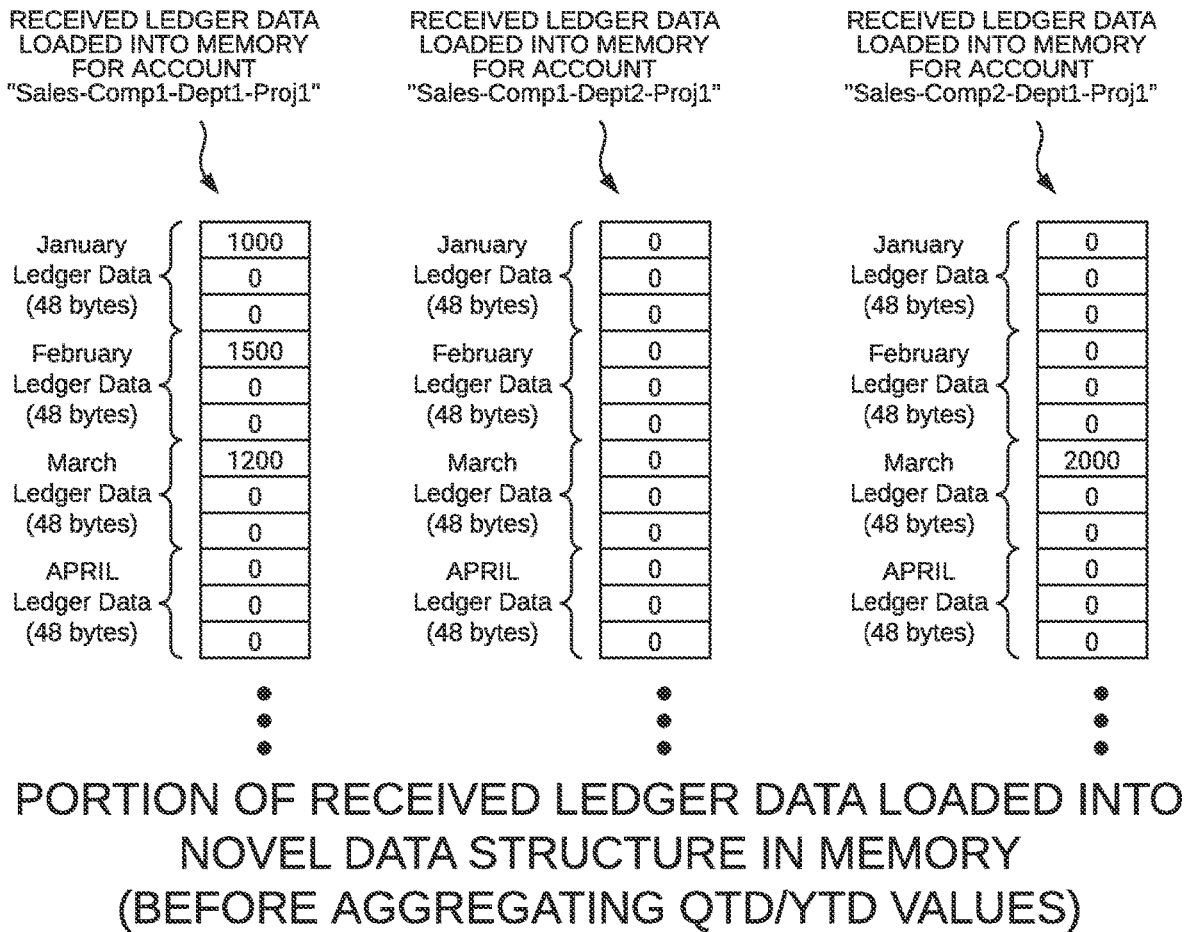 RECEIVED LEDGER DATA
LOADED INTO MEMORY
FOR ACCOUNT
"Sales-Comp1-Dept1-Proj1"
RECEIVED LEDGER DATA
LOADED INTO MEMORY
FOR ACCOUNT
"Sales-Comp1-Dept2-Proj1"
RECEIVED LEDGER DATA
LOADED INTO MEMORY
FOR ACCOUNT
"Sales-Comp2-Dept1-Proj1"
January
Ledger Data
(48 bytes)
1000
0
0
February
Ledger Data
(48 bytes)
1500
0
0
March
Ledger Data
(48 bytes)
1200
0
0
APRIL
Ledger Data
(48 bytes)
0
0
0
January
Ledger Data
(48 bytes)
0
0
0
February
Ledger Data
(48 bytes)
0
0
0
March
Ledger Data
(48 bytes)
0
0
0
APRIL
Ledger Data
(48 bytes)
0
0
0
January
Ledger Data
(48 bytes)
0
0
0
February
Ledger Data
(48 bytes)
0
0
0
March
Ledger Data
(48 bytes)
2000
0
0
APRIL
Ledger Data
(48 bytes)
0
0
0
PORTION OF RECEIVED LEDGER DATA LOADED INTO
NOVEL DATA STRUCTURE IN MEMORY
(BEFORE AGGREGATING QTD/YTD VALUES)